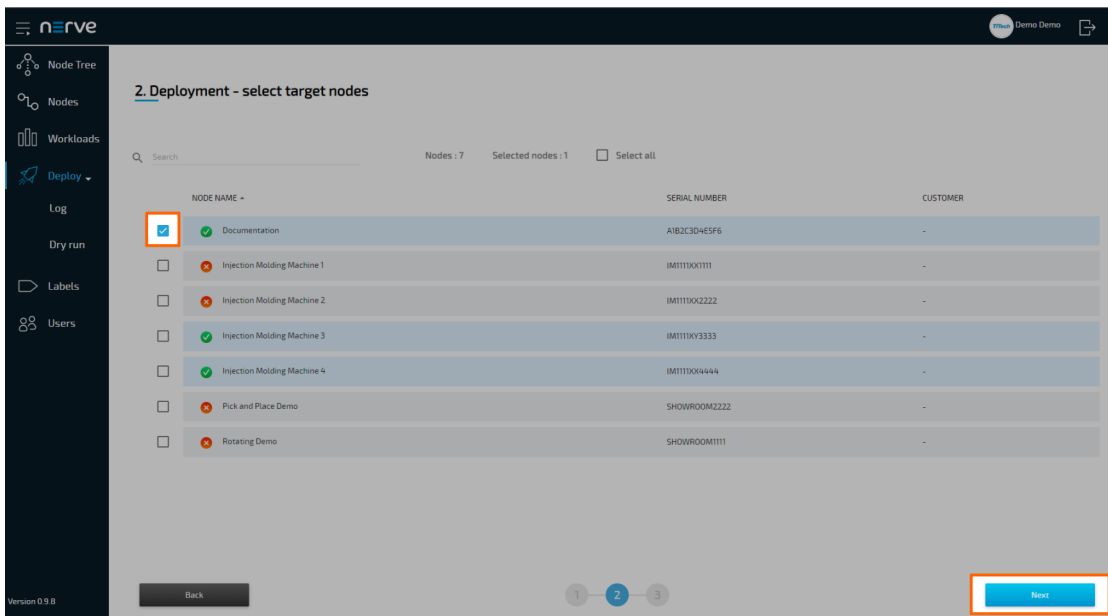 nerve
TTTech Demo Demo
Node Tree
Nodes
Workloads
Deploy
Log
Dry run
Labels
Users
Version 0.9.8
2. Deployment - select target nodes
Search Nodes : 7 Selected nodes : 1 Select all
NODE NAME SERIAL NUMBER CUSTOMER
Documentation A1B2C3D4E5F6 -
Injection Molding Machine 1 IM1111XX1111 -
Injection Molding Machine 2 IM1111XX2222 -
Injection Molding Machine 3 IM1111XY3333 -
Injection Molding Machine 4 IM1111XX4444 -
Pick and Place Demo SHOWROOM2222 -
Rotating Demo SHOWROOM1111 -
Back 1 2 3 Next